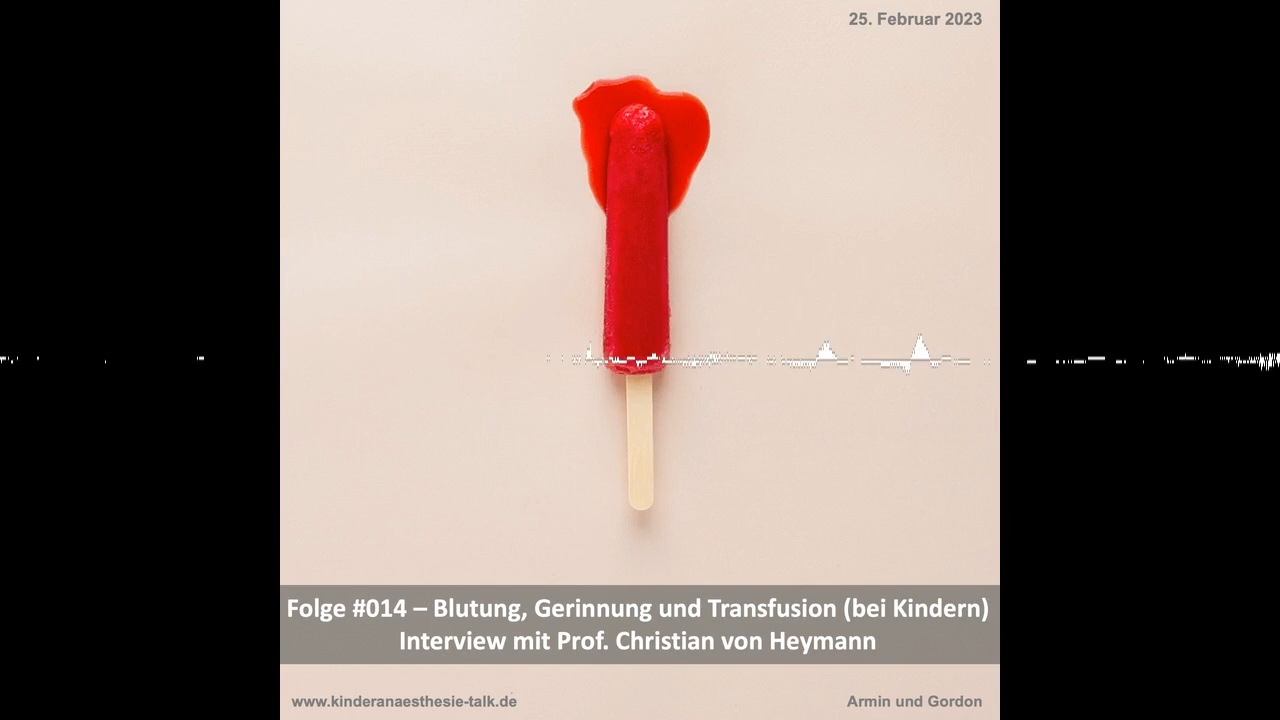 25. Februar 2023
Folge #014 – Blutung, Gerinnung und Transfusion (bei Kindern)
Interview mit Prof. Christian von Heymann
www.kinderanaesthesie-talk.de
Armin und Gordon